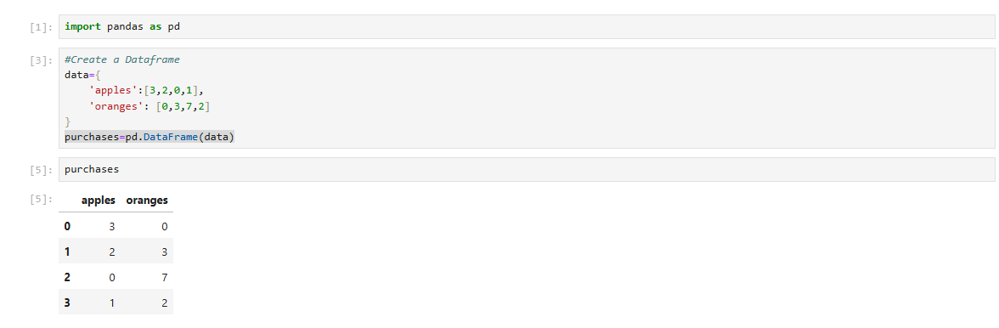 [1]: import pandas as pd
[3]: #Create a Dataframe
data={
    'apples':[3,2,0,1],
    'oranges': [0,3,7,2]
}
purchases=pd.DataFrame(data)
[5]: purchases
[5]: apples oranges
0 3 0
1 2 3
2 0 7
3 1 2